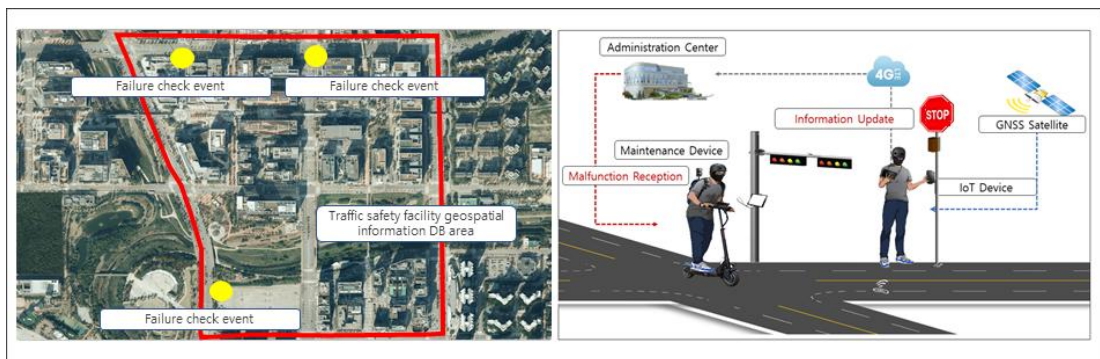 Failure check event
Failure check event
Traffic safety facility geospatial
information DB area
Failure check event
Administration Center
4G
LTE
Information Update
STOP
GNSS Satellite
Maintenance Device
Malfunction Reception
IoT Device